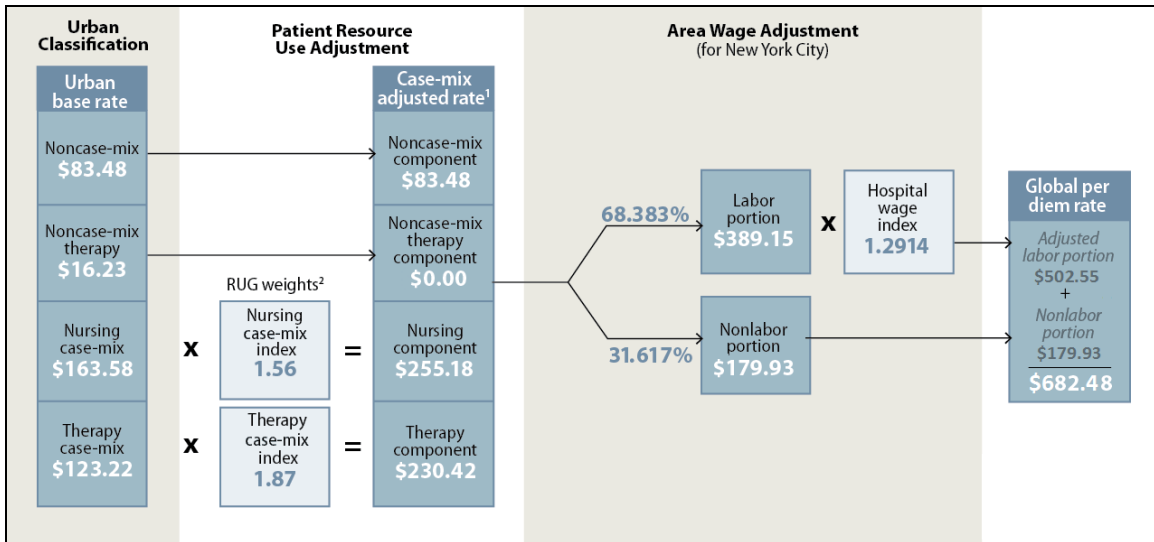 Urban
Classification
Patient Resource
Use Adjustment
Area Wage Adjustment
(for New York City)
Urban
base rate
Noncase-mix
$83.48
Noncase-mix
therapy
$16.23
Nursing
case-mix
$163.58
Therapy
case-mix
$123.22
RUG weights²
x
Nursing
case-mix
index
1.56
=
x
Therapy
case-mix
index
1.87
=
Case-mix
adjusted rate¹
Noncase-mix
component
$83.48
Noncase-mix
therapy
component
$0.00
Nursing
component
$255.18
Therapy
component
$230.42
68.383%
31.617%
Labor
portion
$389.15
x
Hospital
wage
index
1.2914
Nonlabor
portion
$179.93
Global per
diem rate
Adjusted
labor portion
$502.55
+
Nonlabor
portion
$179.93
$682.48